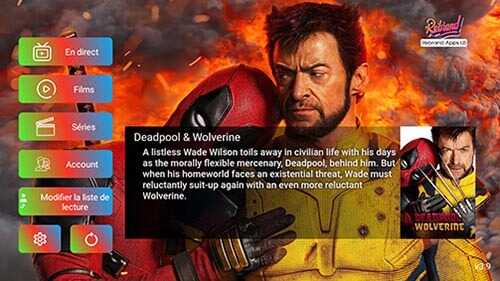 Rebrand!
Rebrand Apps.US
En direct
Films
Séries
Account
Modifier la liste de
lecture
Deadpool & Wolverine
A listless Wade Wilson toils away in civilian life with his days
as the morally flexible mercenary, Deadpool, behind him. But
when his homeworld faces an existential threat, Wade must
reluctantly suit-up again with an even more reluctant
Wolverine.
DEADPOOL
WOLVERINE
v3.9